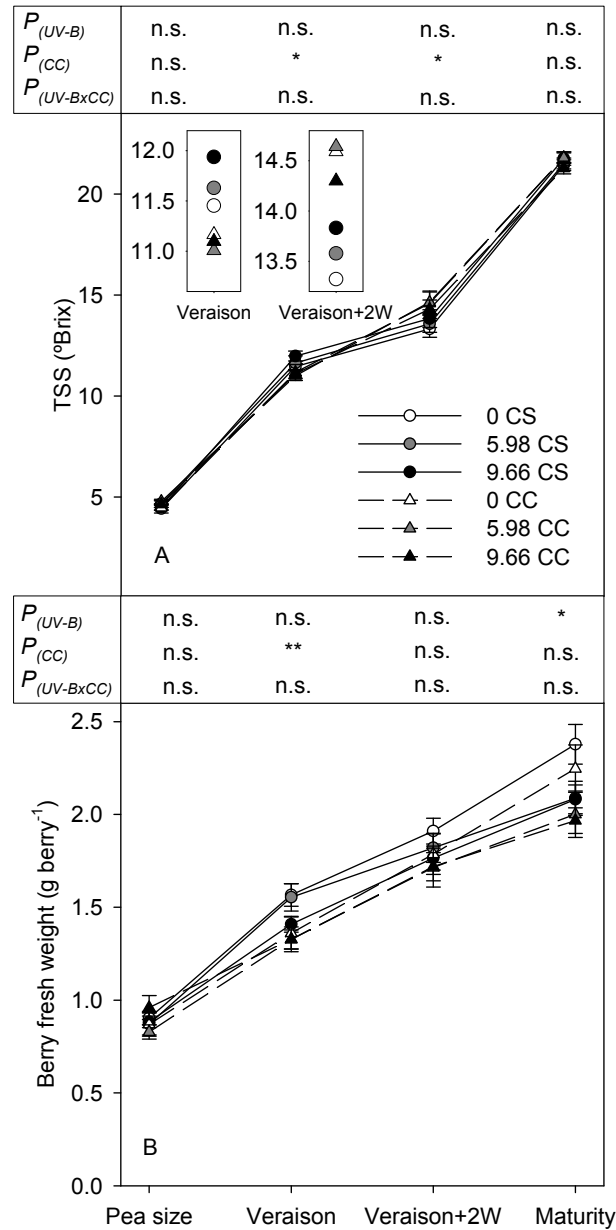 P(UV-B) n.s. n.s. n.s. n.s.
P(CC) n.s. * * n.s.
P(UV-BxCC) n.s. n.s. n.s. n.s.
12.0
11.5
11.0
Veraison
14.5
14.0
13.5
Veraison+2W
20
15
10
5
TSS (ºBrix)
0 CS
5.98 CS
9.66 CS
0 CC
5.98 CC
9.66 CC
A
P(UV-B) n.s. n.s. n.s. *
P(CC) n.s. ** n.s. n.s.
P(UV-BxCC) n.s. n.s. n.s. n.s.
2.5
2.0
1.5
1.0
0.5
0.0
Berry fresh weight (g berry⁻¹)
B
Pea size Veraison Veraison+2W Maturity